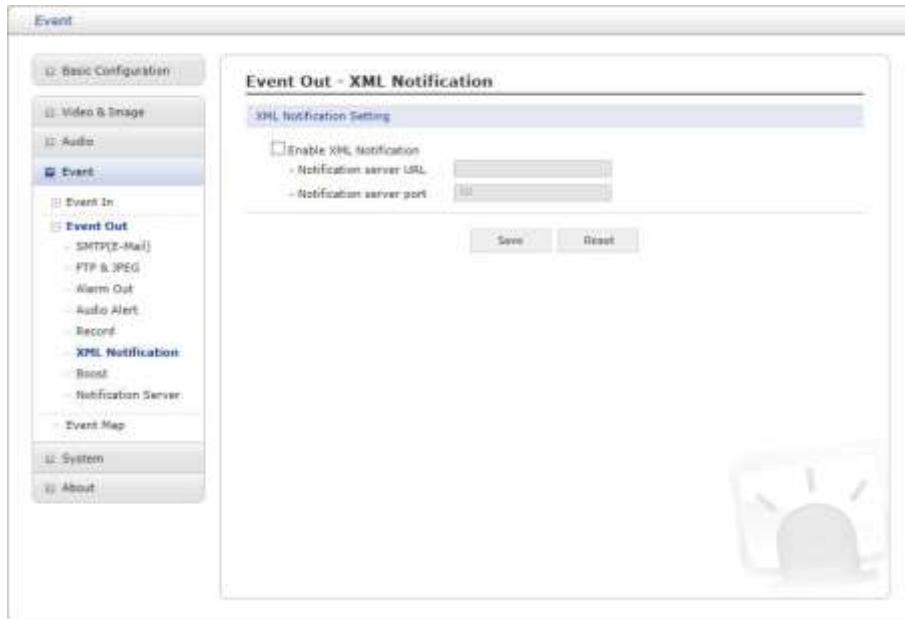 Event
Basic Configuration
Video & Image
Audio
Event
Event In
Event Out
SMTP(E-Mail)
FTP & JPEG
Alarm Out
Audio Alert
Record
XML Notification
Boost
Notification Server
Event Map
System
About
Event Out - XML Notification
XML Notification Setting
Enable XML Notification
- Notification server URL
- Notification server port
Save Reset